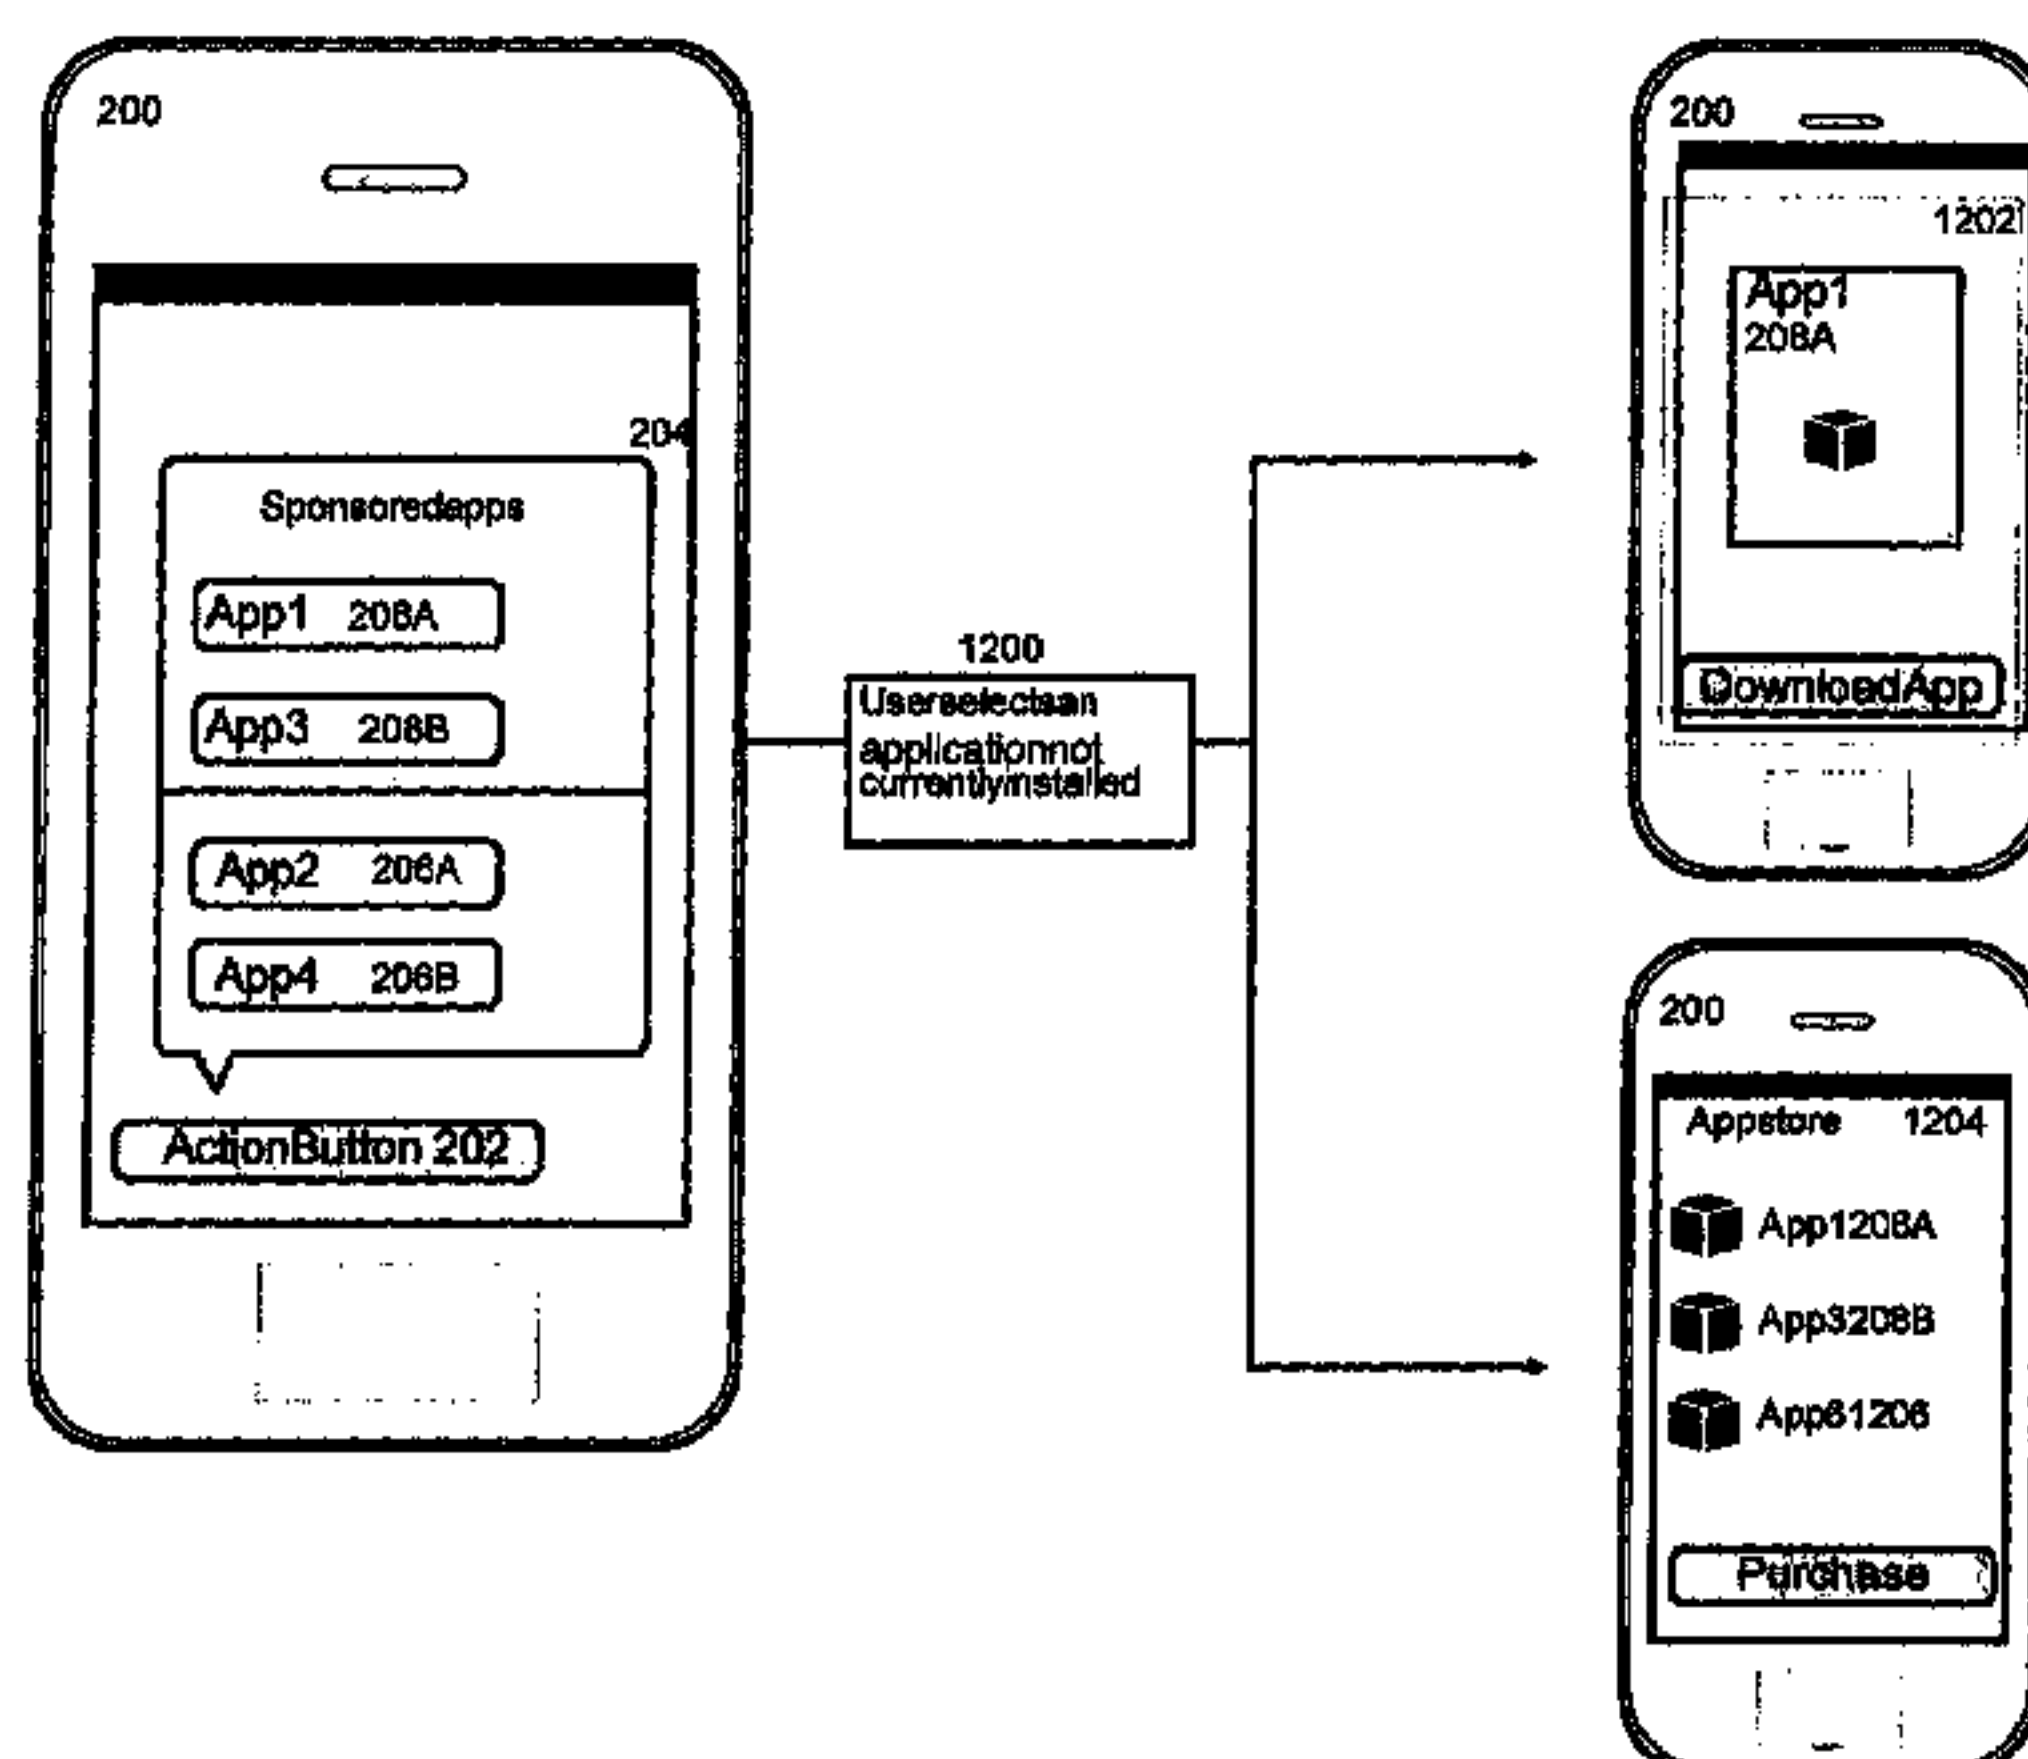 200
204
Sponsoredapps
App1 208A
App3 208B
App2 206A
App4 206B
ActionButton 202
1200
Userselectsan
applicationnot
currentlyinstalled
200
1202
App1
208A
DownloadApp
200
Appstore 1204
App1208A
App3208B
App61206
Purchase